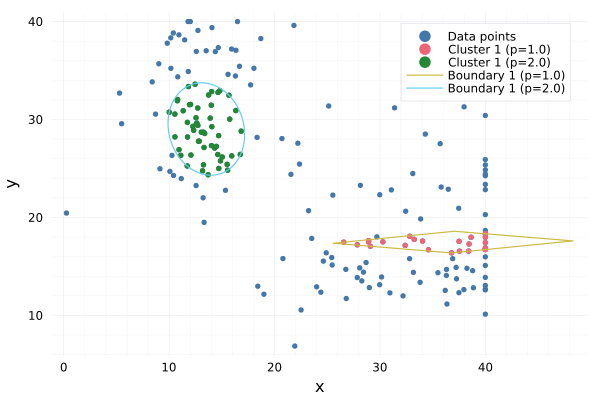 40
30
20
10
y
0
10
20
30
40
x
Data points
Cluster 1 (p=1.0)
Cluster 1 (p=2.0)
Boundary 1 (p=1.0)
Boundary 1 (p=2.0)